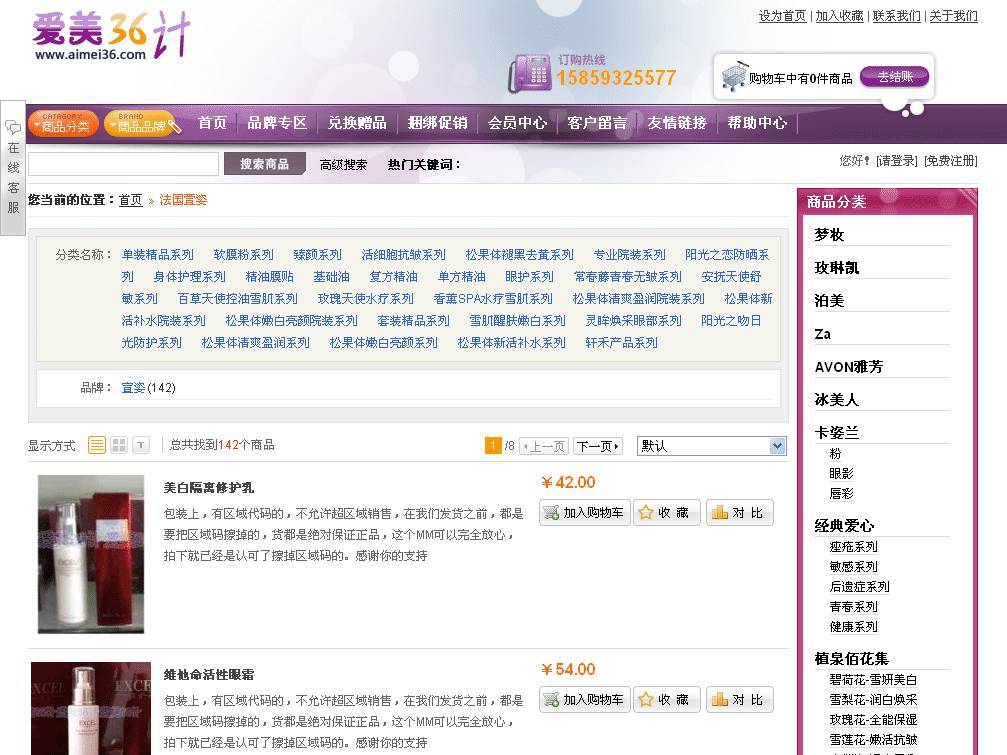 爱美36计
www.aimei36.com
设为首页 | 加入收藏 | 联系我们 | 关于我们
订购热线
15859325577
购物车中有0件商品 去结账
CATAGORY
商品分类
BRAND
商品品牌
首页 品牌专区 兑换赠品 捆绑促销 会员中心 客户留言 友情链接 帮助中心
在线客服
搜索商品 高级搜索 热门关键词：
您好！ [请登录] [免费注册]
您当前的位置：首页 » 法国萱姿
分类名称： 单装精品系列 软膜粉系列 臻颜系列 活细胞抗皱系列 松果体褪黑去黄系列 专业院装系列 阳光之恋防晒系
列 身体护理系列 精油膜贴 基础油 复方精油 单方精油 眼护系列 常春藤青春无皱系列 安抚天使舒
敏系列 百草天使控油雪肌系列 玫瑰天使水疗系列 香薰SPA水疗雪肌系列 松果体清爽盈润院装系列 松果体新
活补水院装系列 松果体嫩白亮颜院装系列 套装精品系列 雪肌醒肤嫩白系列 灵眸焕采眼部系列 阳光之吻日
光防护系列 松果体清爽盈润系列 松果体嫩白亮颜系列 松果体新活补水系列 轩禾产品系列
品牌： 萱姿 (142)
显示方式 T 总共找到142个商品
1 /8 上一页 下一页 默认
美白隔离修护乳
包装上，有区域代码的，不允许超区域销售，在我们发货之前，都是
要把区域码擦掉的，货都是绝对保证正品，这个MM可以完全放心，
拍下就已经是认可了擦掉区域码的。感谢你的支持
￥42.00
加入购物车 收 藏 对 比
维他命活性眼霜
包装上，有区域代码的，不允许超区域销售，在我们发货之前，都是
要把区域码擦掉的，货都是绝对保证正品，这个MM可以完全放心，
拍下就已经是认可了擦掉区域码的。感谢你的支持
￥54.00
加入购物车 收 藏 对 比
EXCEL
商品分类
梦妆
玫琳凯
泊美
Za
AVON雅芳
冰美人
卡姿兰
粉
眼影
唇彩
经典爱心
痤疮系列
敏感系列
后遗症系列
青春系列
健康系列
植泉佰花集
碧荷花-雪妍美白
雪梨花-润白焕采
玫瑰花-全能保湿
雪莲花-嫩活抗皱